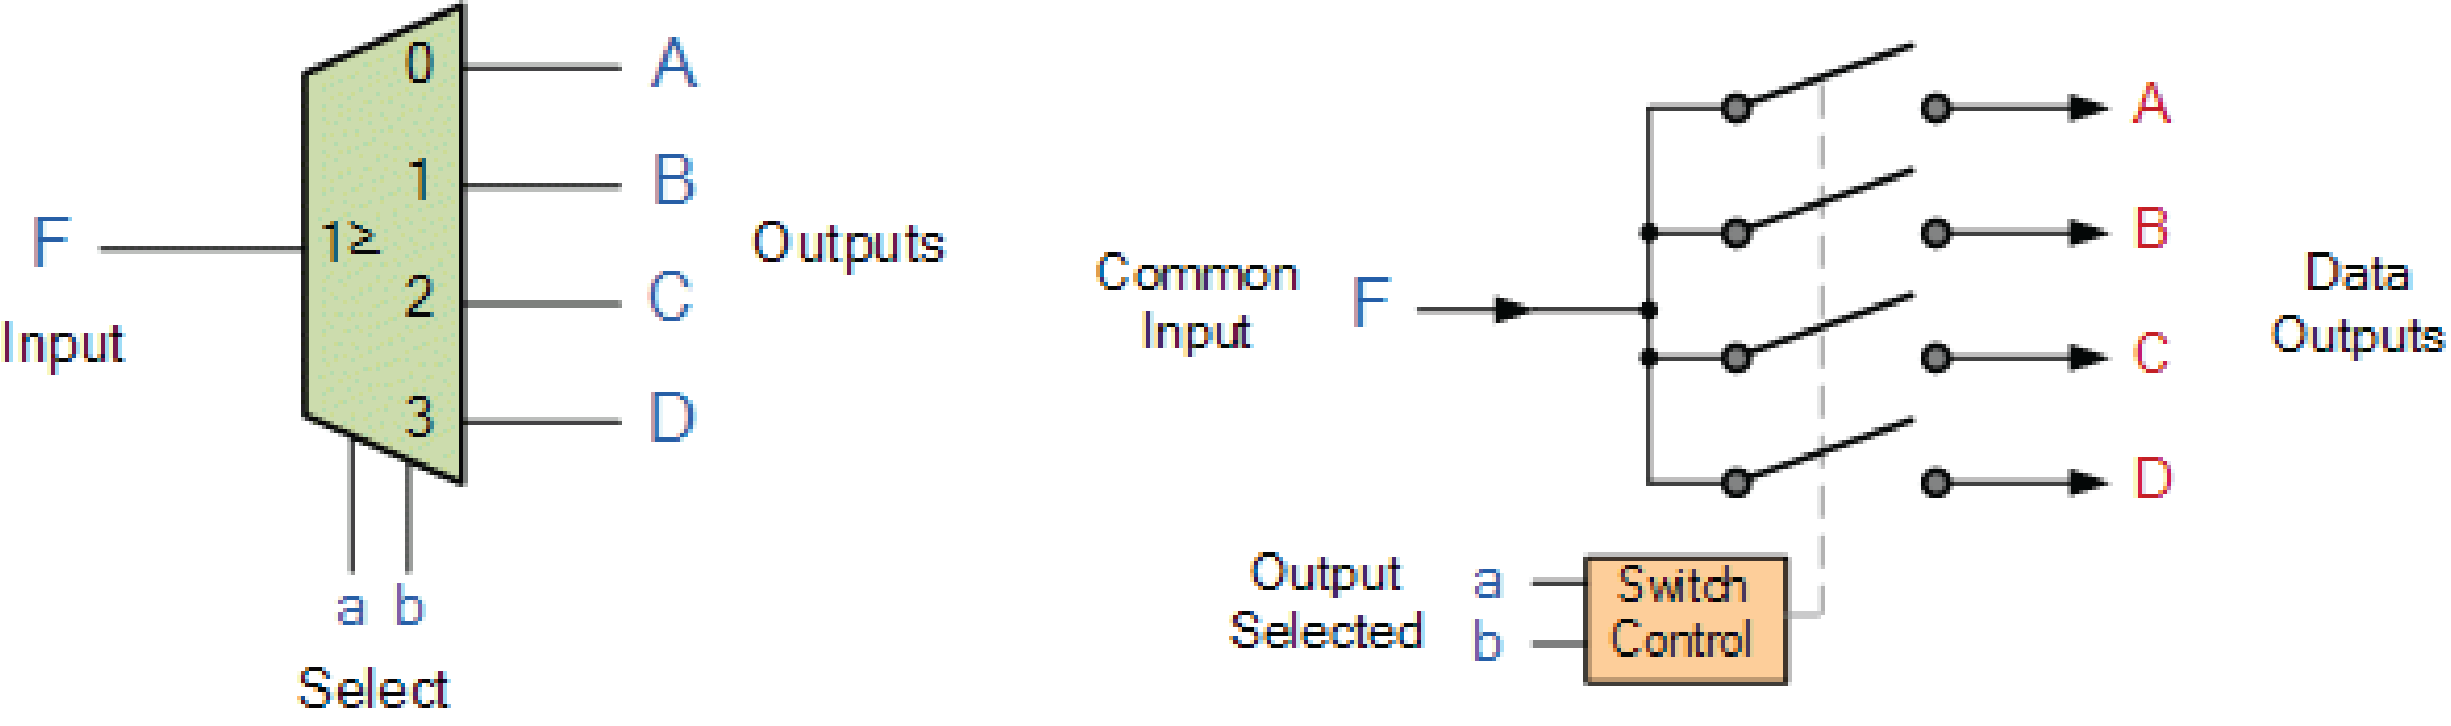 0
A
1
B
F
1≥
Outputs
Input
2
C
3
D
a b
Select
A
B
Common
Input
F
C
D
Data
Outputs
Output
Selected
a
b
Switch
Control